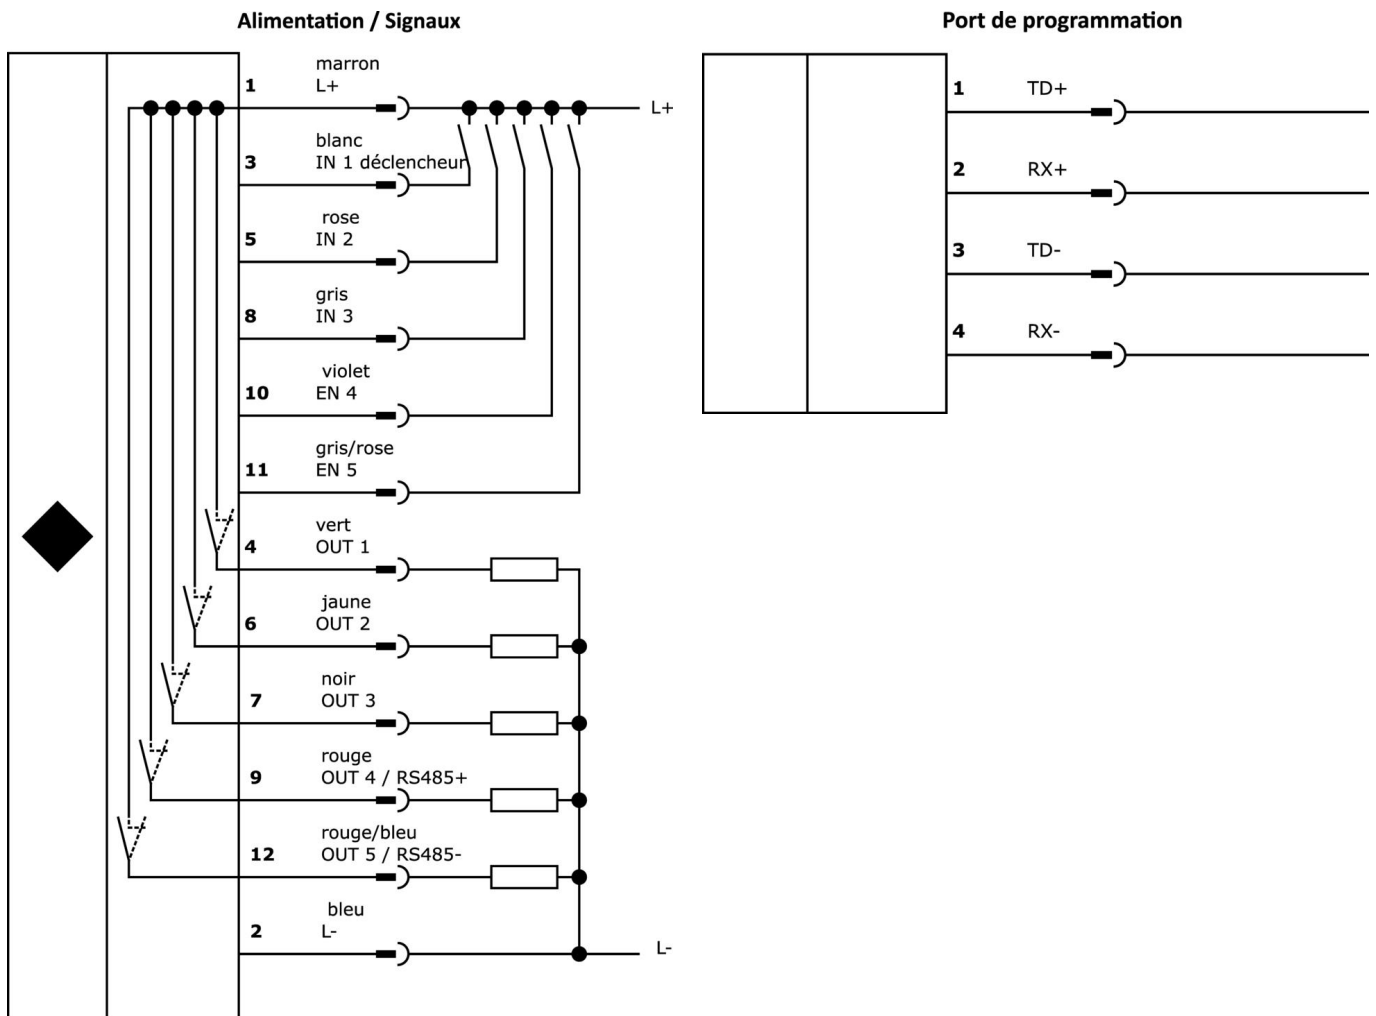 Alimentation / Signaux
1
marron
L+
L+
3
blanc
IN 1 déclencheur
5
rose
IN 2
8
gris
IN 3
10
violet
EN 4
11
gris/rose
EN 5
4
vert
OUT 1
6
jaune
OUT 2
7
noir
OUT 3
9
rouge
OUT 4 / RS485+
12
rouge/bleu
OUT 5 / RS485-
2
bleu
L-
L-
Port de programmation
1 TD+
2 RX+
3 TD-
4 RX-